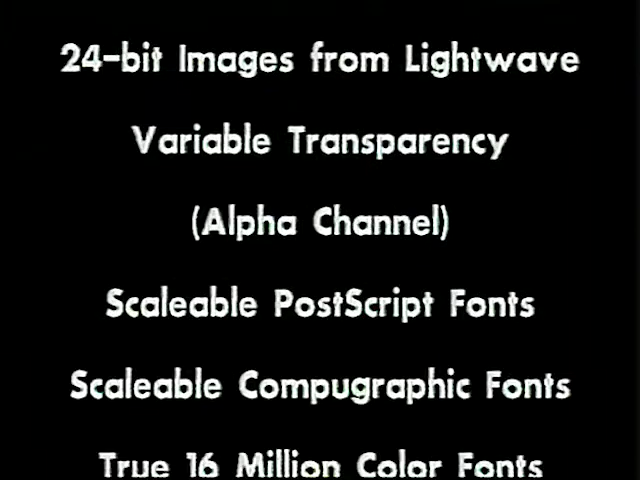 24-bit Images from Lightwave
Variable Transparency
(Alpha Channel)
Scaleable PostScript Fonts
Scaleable Compugraphic Fonts
True 16 Million Color Fonts